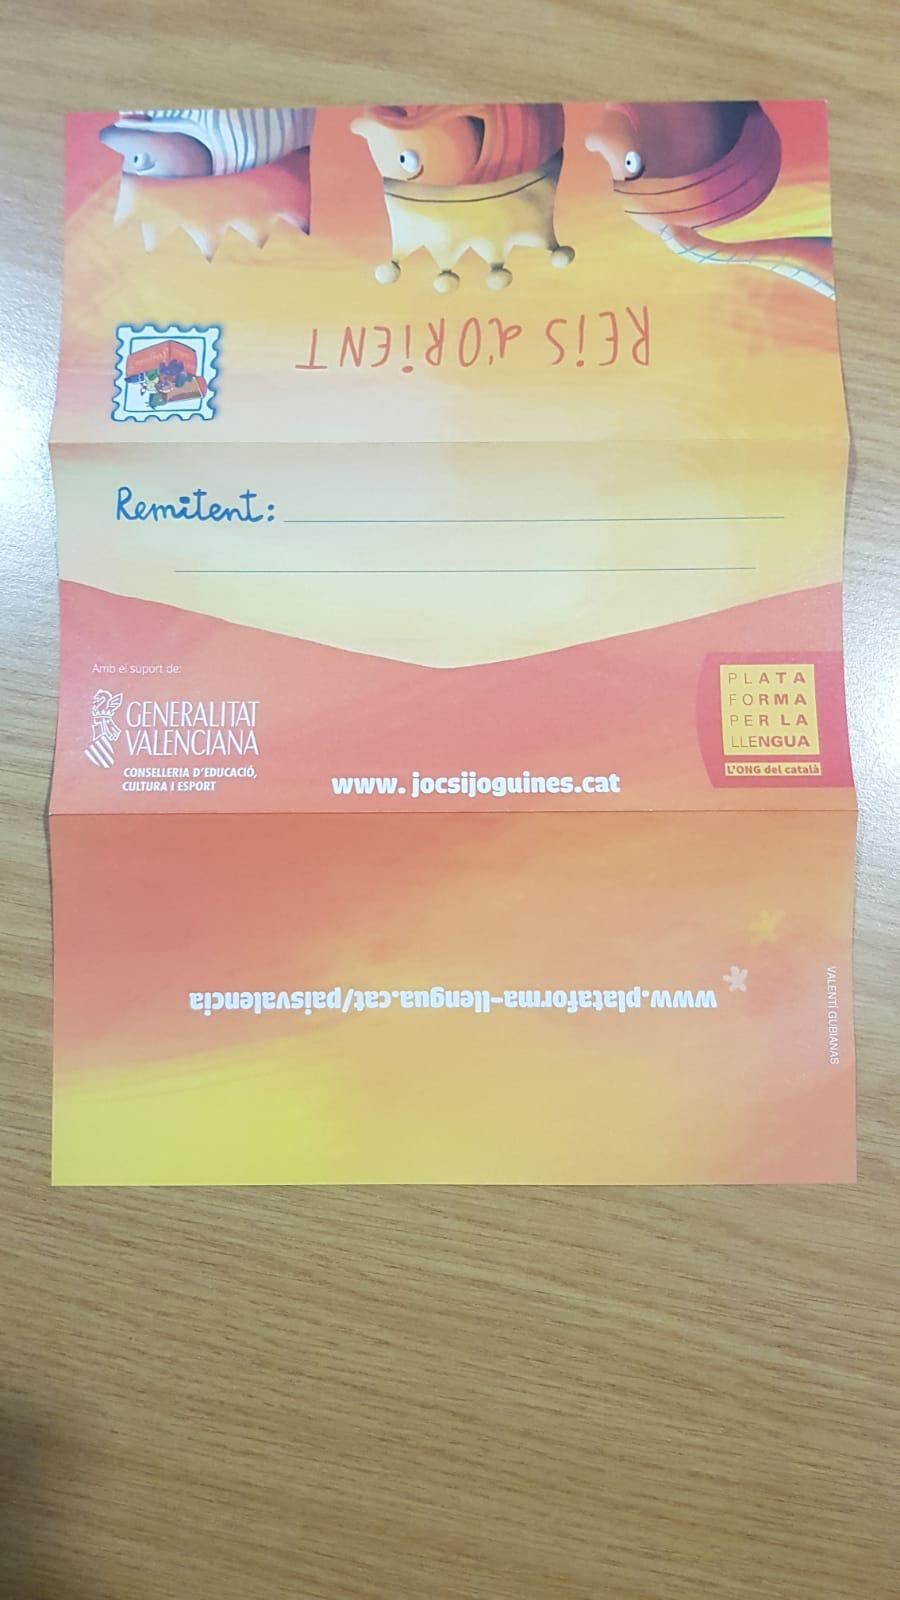 REIS d'ORIENT
Remitent:
Amb el suport de:
GENERALITAT
VALENCIANA
CONSELLERIA D'EDUCACIÓ,
CULTURA I ESPORT
www. jocsijoguines.cat
PLATA
FORMA
PER LA
LLENGUA
L'ONG del català
www.plataforma-llengua.cat/paisvalencia
VALENTÍ GUBIANAS